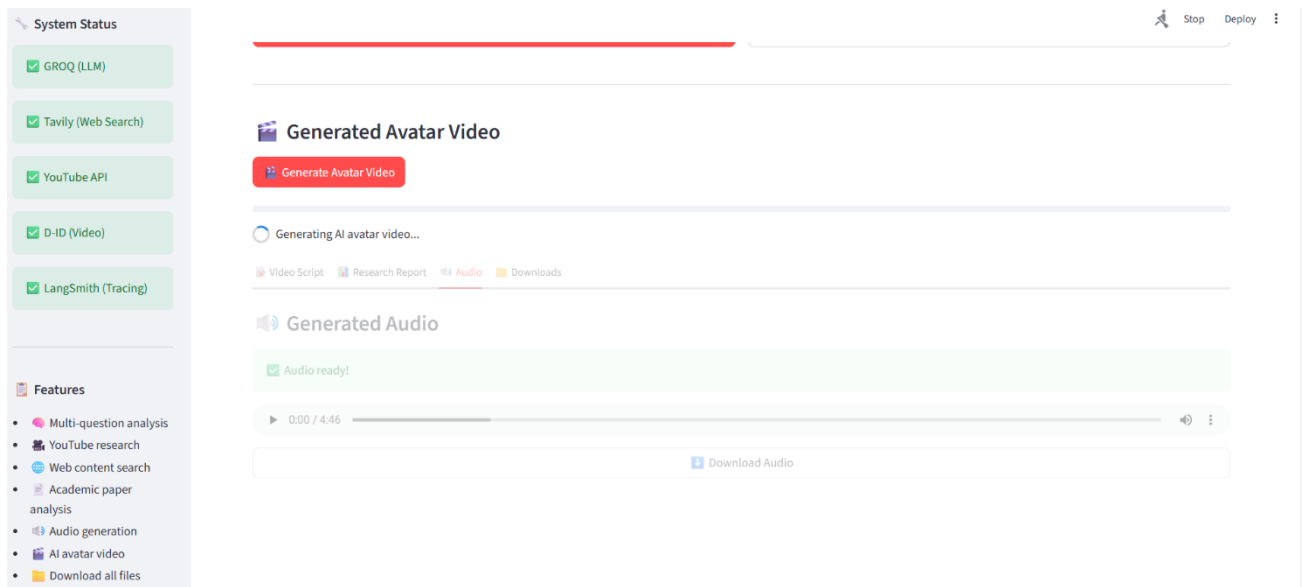 System Status
GROQ (LLM)
Tavily (Web Search)
YouTube API
D-ID (Video)
LangSmith (Tracing)
Features
Multi-question analysis
YouTube research
Web content search
Academic paper
analysis
Audio generation
AI avatar video
Download all files
Stop Deploy
Generated Avatar Video
Generate Avatar Video
Generating AI avatar video...
Video Script Research Report Audio Downloads
Generated Audio
Audio ready!
0:00 / 4:46
Download Audio